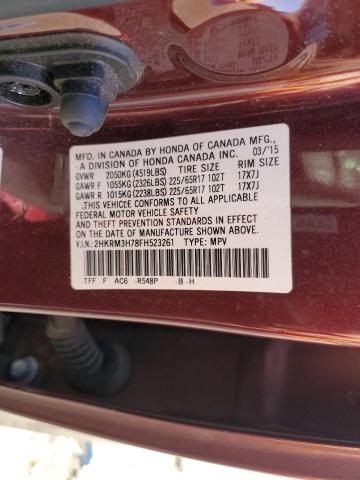 MFD. IN CANADA BY HONDA OF CANADA MFG.,
- A DIVISION OF HONDA CANADA INC. 03/15
GVWR 2050KG (4519LBS) TIRE SIZE RIM SIZE
GAWR F 1055KG (2326LBS) 225/65R17 102T 17X7J
GAWR R 1015KG (2238LBS) 225/65R17 102T 17X7J
THIS VEHICLE CONFORMS TO ALL APPLICABLE
FEDERAL MOTOR VEHICLE SAFETY
AND THEFT PREVENTION STANDARDS IN EFFECT ON
THE DATE OF MANUFACTURE SHOWN ABOVE.
V.I.N.: 2HKRM3H78FH523261 TYPE: MPV
TFF F AC6 -R548P B -H